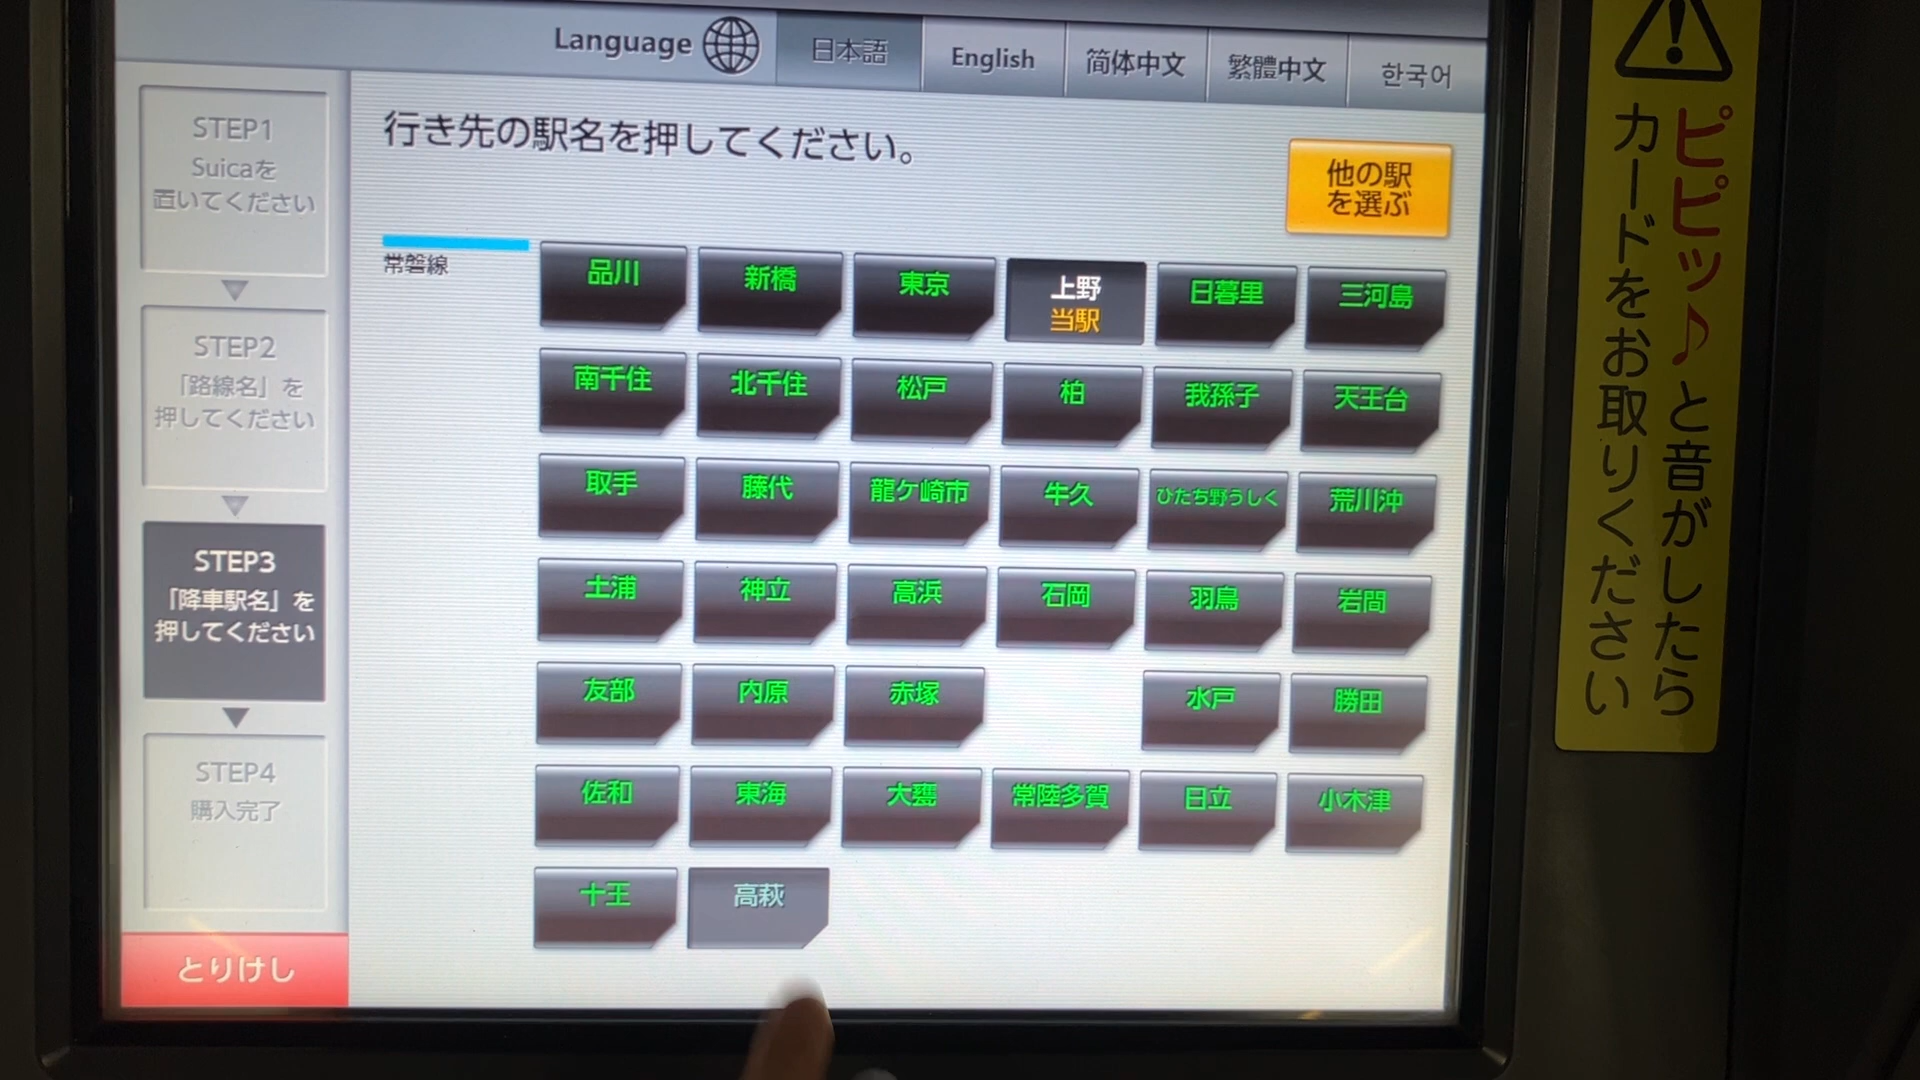 Language
日本語
English
简体中文
繁體中文
한국어
STEP1
Suicaを
置いてください
STEP2
「路線名」を
押してください
STEP3
「降車駅名」を
押してください
STEP4
購入完了
とりけし
行き先の駅名を押してください。
他の駅
を選ぶ
常磐線
品川
新橋
東京
上野
当駅
日暮里
三河島
南千住
北千住
松戸
柏
我孫子
天王台
取手
藤代
龍ケ崎市
牛久
ひたち野うしく
荒川沖
土浦
神立
高浜
石岡
羽鳥
岩間
友部
内原
赤塚
水戸
勝田
佐和
東海
大甕
常陸多賀
日立
小木津
十王
高萩
ピピッ♪と音がしたら
カードをお取りください